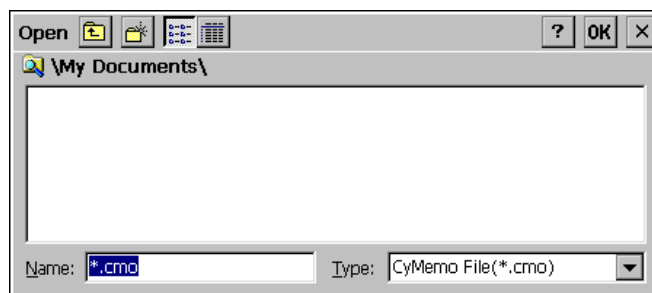 Open ? OK ×
\My Documents\
Name: *.cmo Type: CyMemo File(*.cmo)